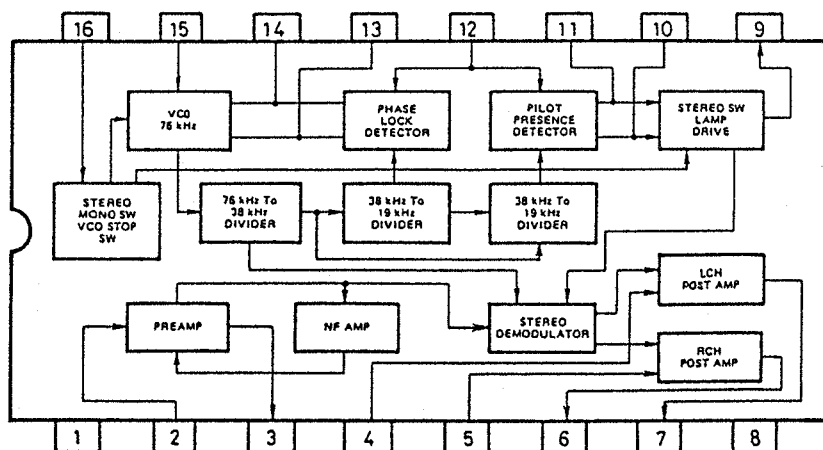 16 15 14 13 12 11 10 9
VCO
76 kHz
PHASE
LOCK
DETECTOR
PILOT
PRESENCE
DETECTOR
STEREO SW
LAMP
DRIVE
STEREO
MONO SW
VCO STOP
SW
76 kHz To
38 kHz
DIVIDER
38 kHz To
19 kHz
DIVIDER
38 kHz To
19 kHz
DIVIDER
PREAMP
NF AMP
STEREO
DEMODULATOR
LCH
POST AMP
RCH
POST AMP
1 2 3 4 5 6 7 8